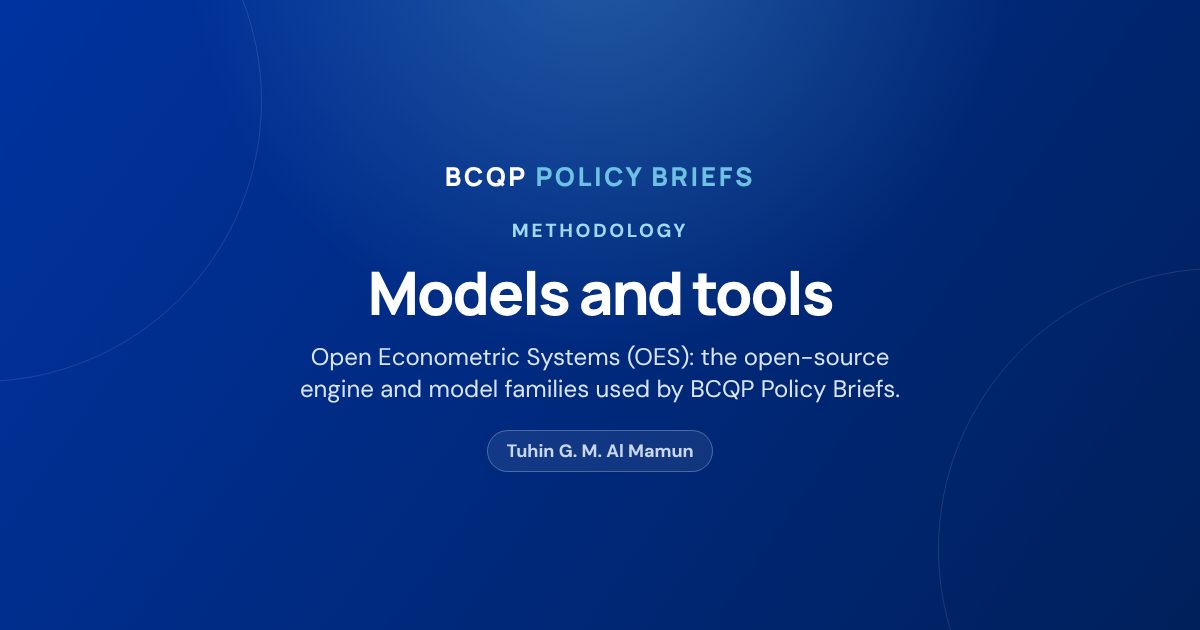 BCQP POLICY BRIEFS
METHODOLOGY
Models and tools
Open Econometric Systems (OES): the open-source
engine and model families used by BCQP Policy Briefs.
Tuhin G. M. Al Mamun